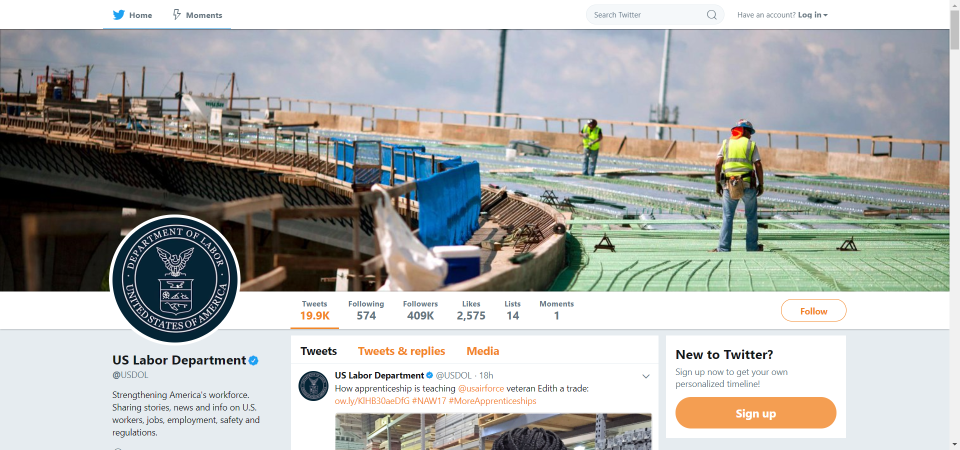 Home
Moments
Search Twitter
Have an account? Log in
DEPARTMENT OF LABOR
UNITED STATES OF AMERICA
Tweets
19.9K
Following
574
Followers
409K
Likes
2,575
Lists
14
Moments
1
Follow
US Labor Department
@USDOL
Strengthening America's workforce.
Sharing stories, news and info on U.S.
workers, jobs, employment, safety and
regulations.
Tweets
Tweets & replies
Media
US Labor Department @USDOL · 18h
How apprenticeship is teaching @usairforce veteran Edith a trade:
ow.ly/KlHB30aeDfG #NAW17 #MoreApprenticeships
New to Twitter?
Sign up now to get your own
personalized timeline!
Sign up